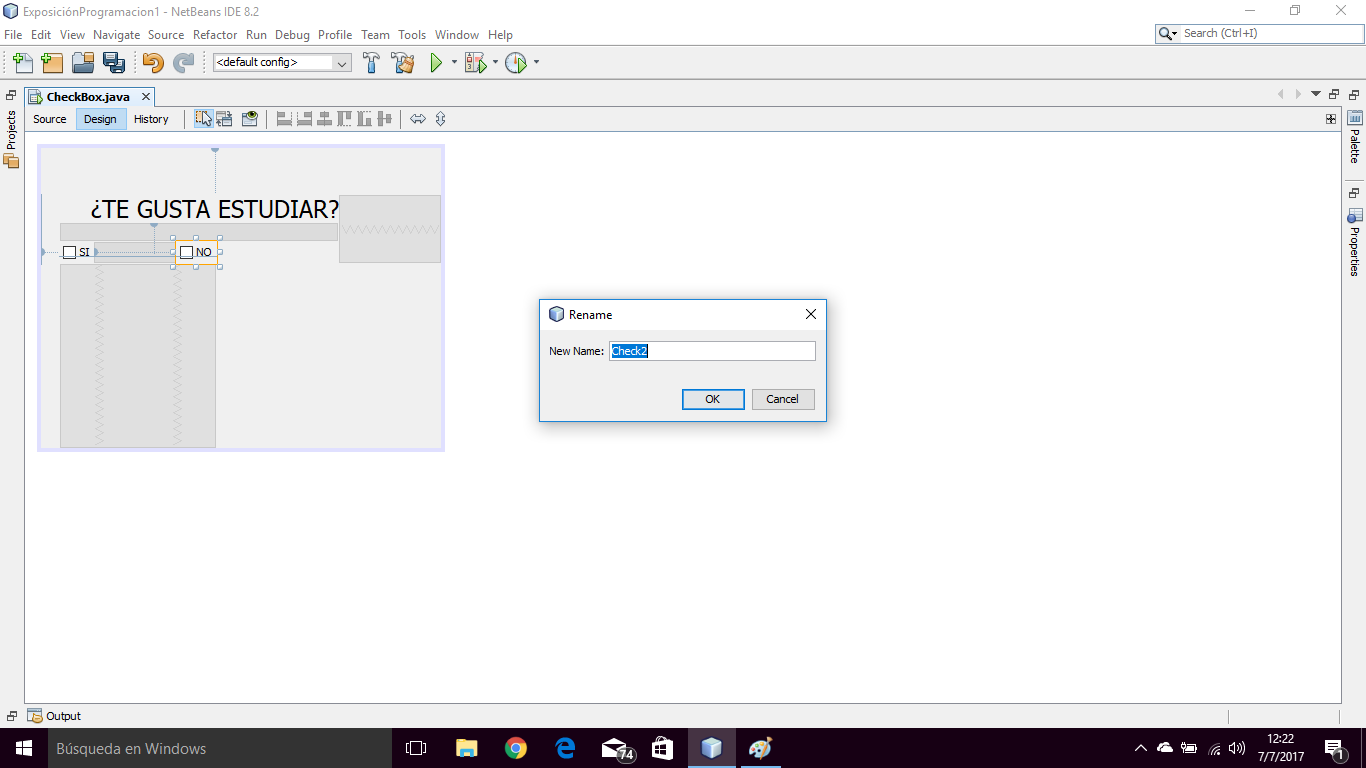 ExposiciónProgramacion1 - NetBeans IDE 8.2
File Edit View Navigate Source Refactor Run Debug Profile Team Tools Window Help
Search (Ctrl+I)
<default config>
CheckBox.java
Source Design History
Projects
Palette
Properties
¿TE GUSTA ESTUDIAR?
SI NO
Rename
New Name: Check2
OK Cancel
Output
Búsqueda en Windows
74
12:22
7/7/2017
1